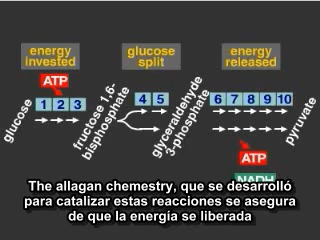 energy invested
glucose split
energy released
ATP
1 2 3
4 5
6 7 8 9 10
glucose
fructose 1,6-
bisphosphate
glyceraldehyde
3-phosphate
pyruvate
ATP
NADH
The allagan chemestry, que se desarrolló
para catalizar estas reacciones se asegura
de que la energía se liberada